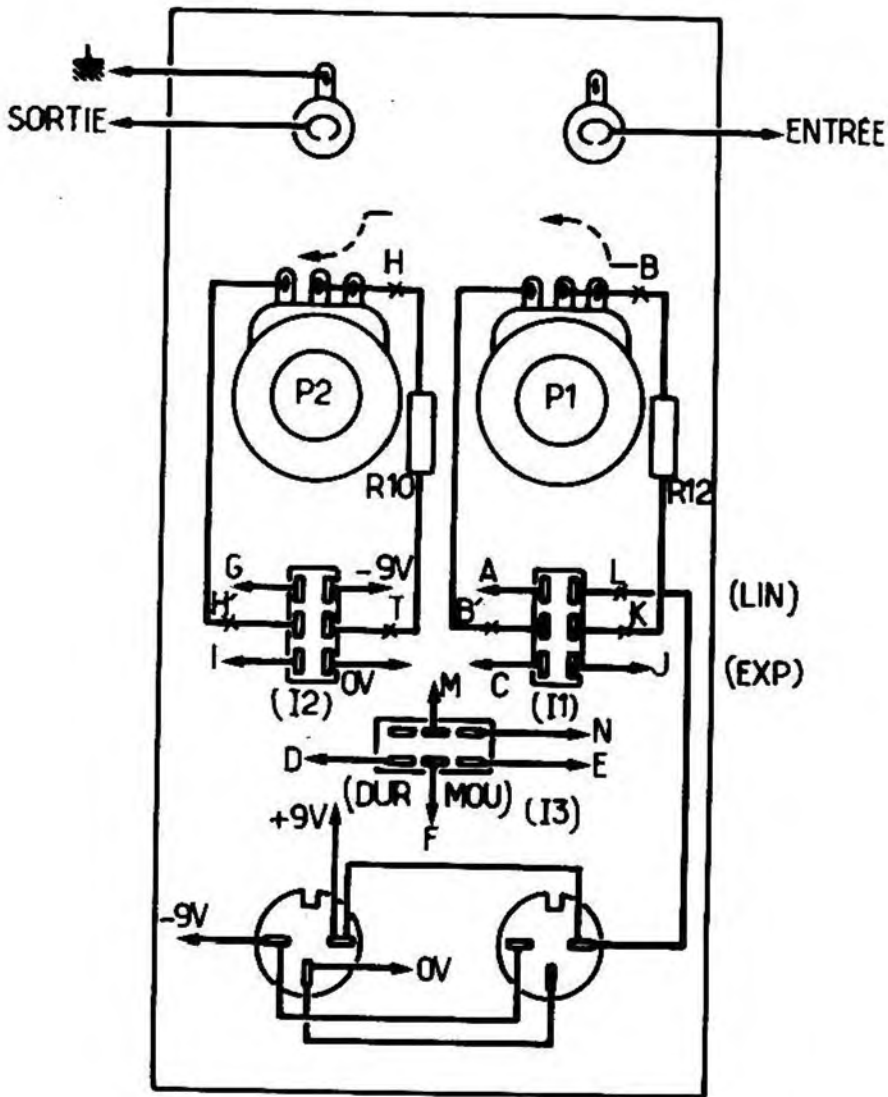 SORTIE
ENTRÉE
H
B
P2
P1
R10
R12
G
-9V
A
L
(LIN)
H'
T
B'
K
I
0V
C
J
(EXP)
(I2)
M
(I1)
N
D
E
(DUR MOU)
(I3)
+9V
F
-9V
0V